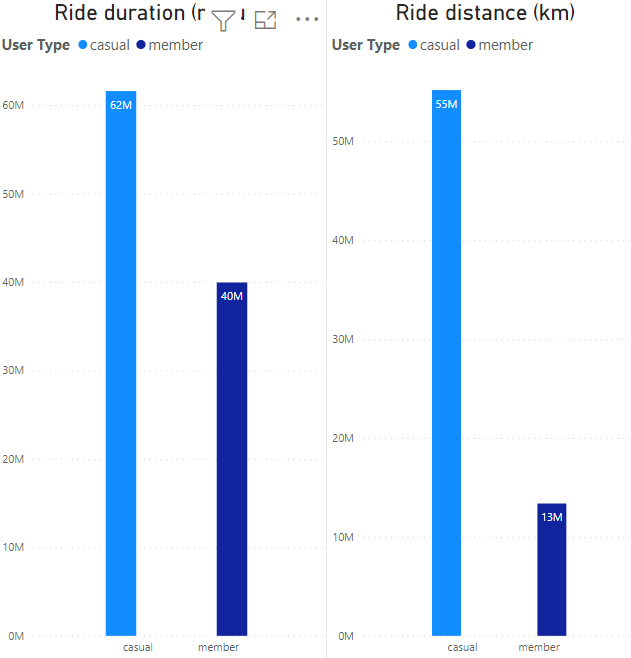 Ride duration (
User Type casual member
60M
50M
40M
30M
20M
10M
0M
62M
40M
casual member
Ride distance (km)
User Type casual member
50M
40M
30M
20M
10M
0M
55M
13M
casual member